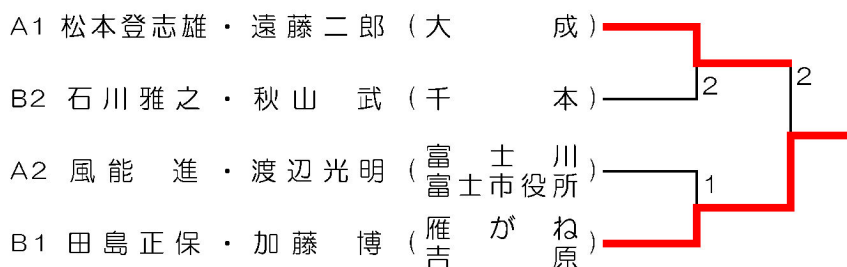 A1 松本登志雄・遠藤二郎 (大成)
2
2
B2 石川雅之・秋山 武 (千本)
A2 風能 進・渡辺光明 (富士川 富士市役所)
1
B1 田島正保・加藤 博 (雁がね 吉原)